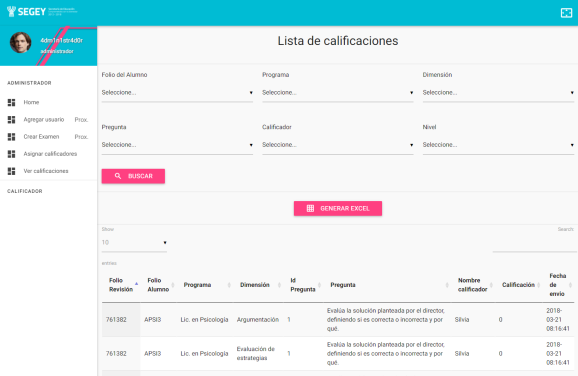 SEGEY
4dm1n1str4d0r
administrador
ADMINISTRADOR
Home
Agregar usuario Prox.
Crear Examen Prox.
Asignar calificadores
Ver calificaciones
CALIFICADOR
Lista de calificaciones
Folio del Alumno Programa Dimensión
Seleccione... Seleccione... Seleccione...
Pregunta Calificador Nivel
Seleccione... Seleccione... Seleccione...
BUSCAR
GENERAR EXCEL
Show Search:
10
entries
Folio Revisión Folio Alumno Programa Dimensión Id Pregunta Pregunta Nombre calificador Calificación Fecha de envio
761382 APSI3 Lic. en Psicología Argumentación 1 Evalúa la solución planteada por el director, definiendo si es correcta o incorrecta y por qué. Silvia 0 2018-03-21 08:16:41
761382 APSI3 Lic. en Psicología Evaluación de estrategias 1 Evalúa la solución planteada por el director, definiendo si es correcta o incorrecta y por qué. Silvia 0 2018-03-21 08:16:41